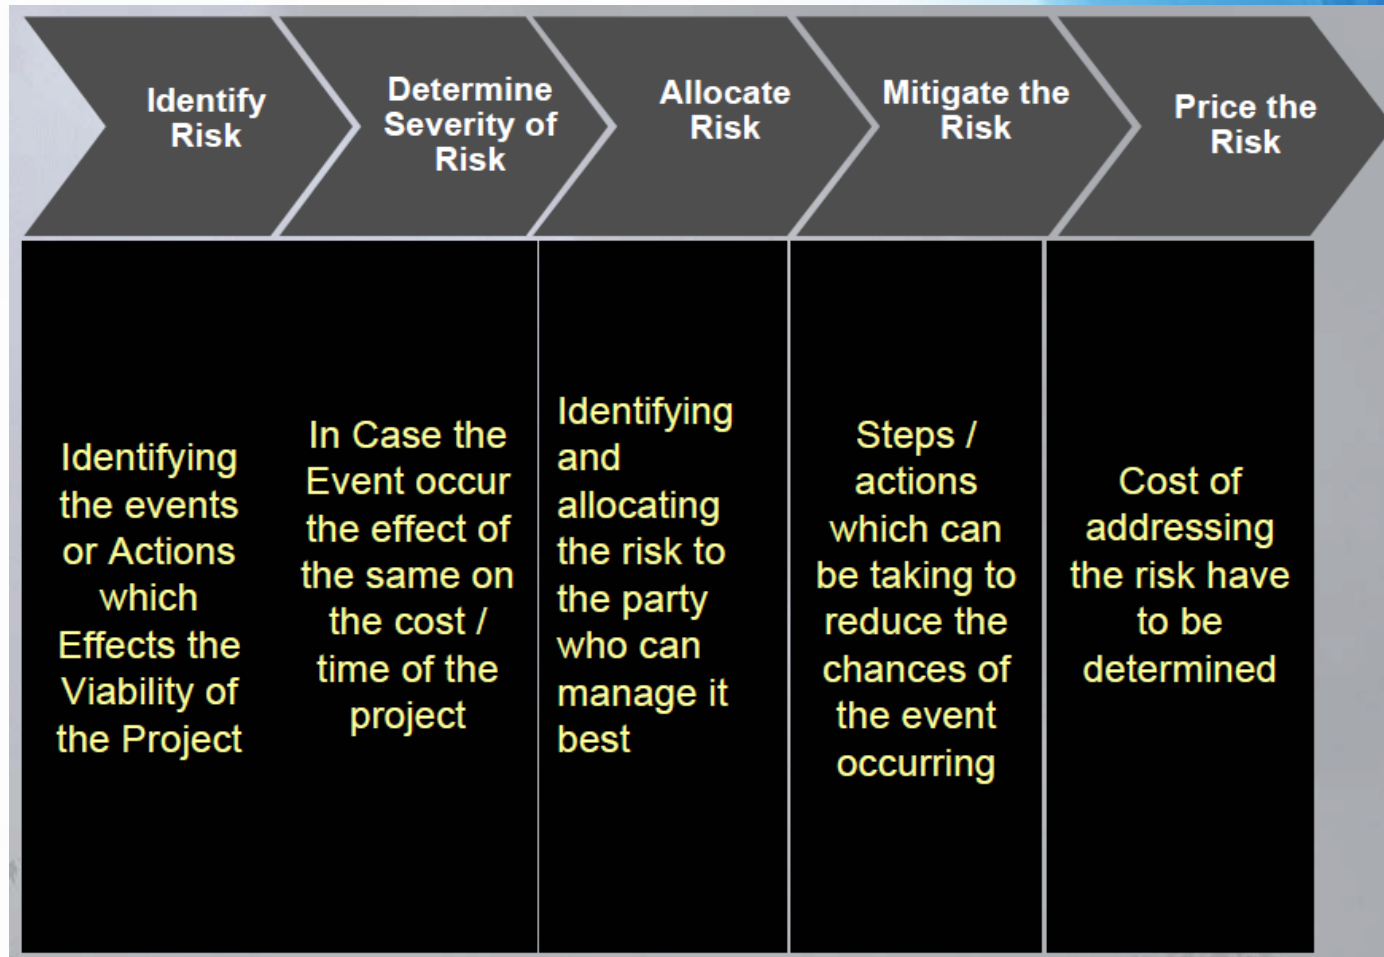 Identify
Risk
Determine
Severity of
Risk
Allocate
Risk
Mitigate the
Risk
Price the
Risk
Identifying
the events
or Actions
which
Effects the
Viability of
the Project
In Case the
Event occur
the effect of
the same on
the cost /
time of the
project
Identifying
and
allocating
the risk to
the party
who can
manage it
best
Steps /
actions
which can
be taking to
reduce the
chances of
the event
occurring
Cost of
addressing
the risk have
to be
determined